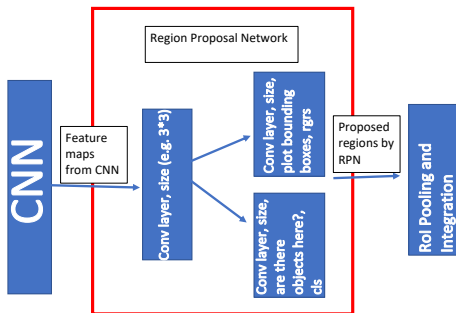 Region Proposal Network
CNN
Feature
maps
from CNN
Conv layer, size (e.g. 3*3)
Conv layer, size,
plot bounding
boxes, rgrs
Conv layer, size,
are there
objects here?,
cls
Proposed
regions by
RPN
RoI Pooling and
Integration